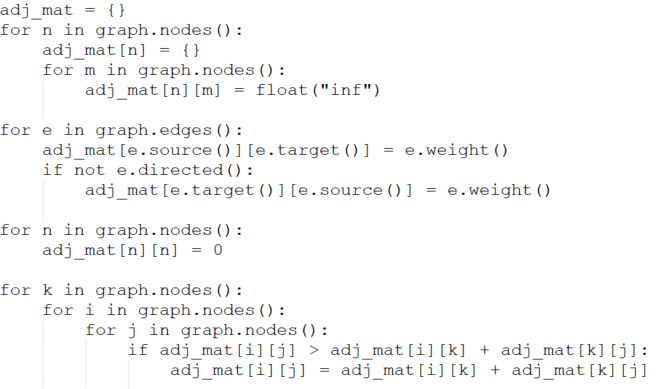 adj_mat = {}
for n in graph.nodes():
    adj_mat[n] = {}
    for m in graph.nodes():
        adj_mat[n][m] = float("inf")

for e in graph.edges():
    adj_mat[e.source()][e.target()] = e.weight()
    if not e.directed():
        adj_mat[e.target()][e.source()] = e.weight()

for n in graph.nodes():
    adj_mat[n][n] = 0

for k in graph.nodes():
    for i in graph.nodes():
        for j in graph.nodes():
            if adj_mat[i][j] > adj_mat[i][k] + adj_mat[k][j]:
                adj_mat[i][j] = adj_mat[i][k] + adj_mat[k][j]